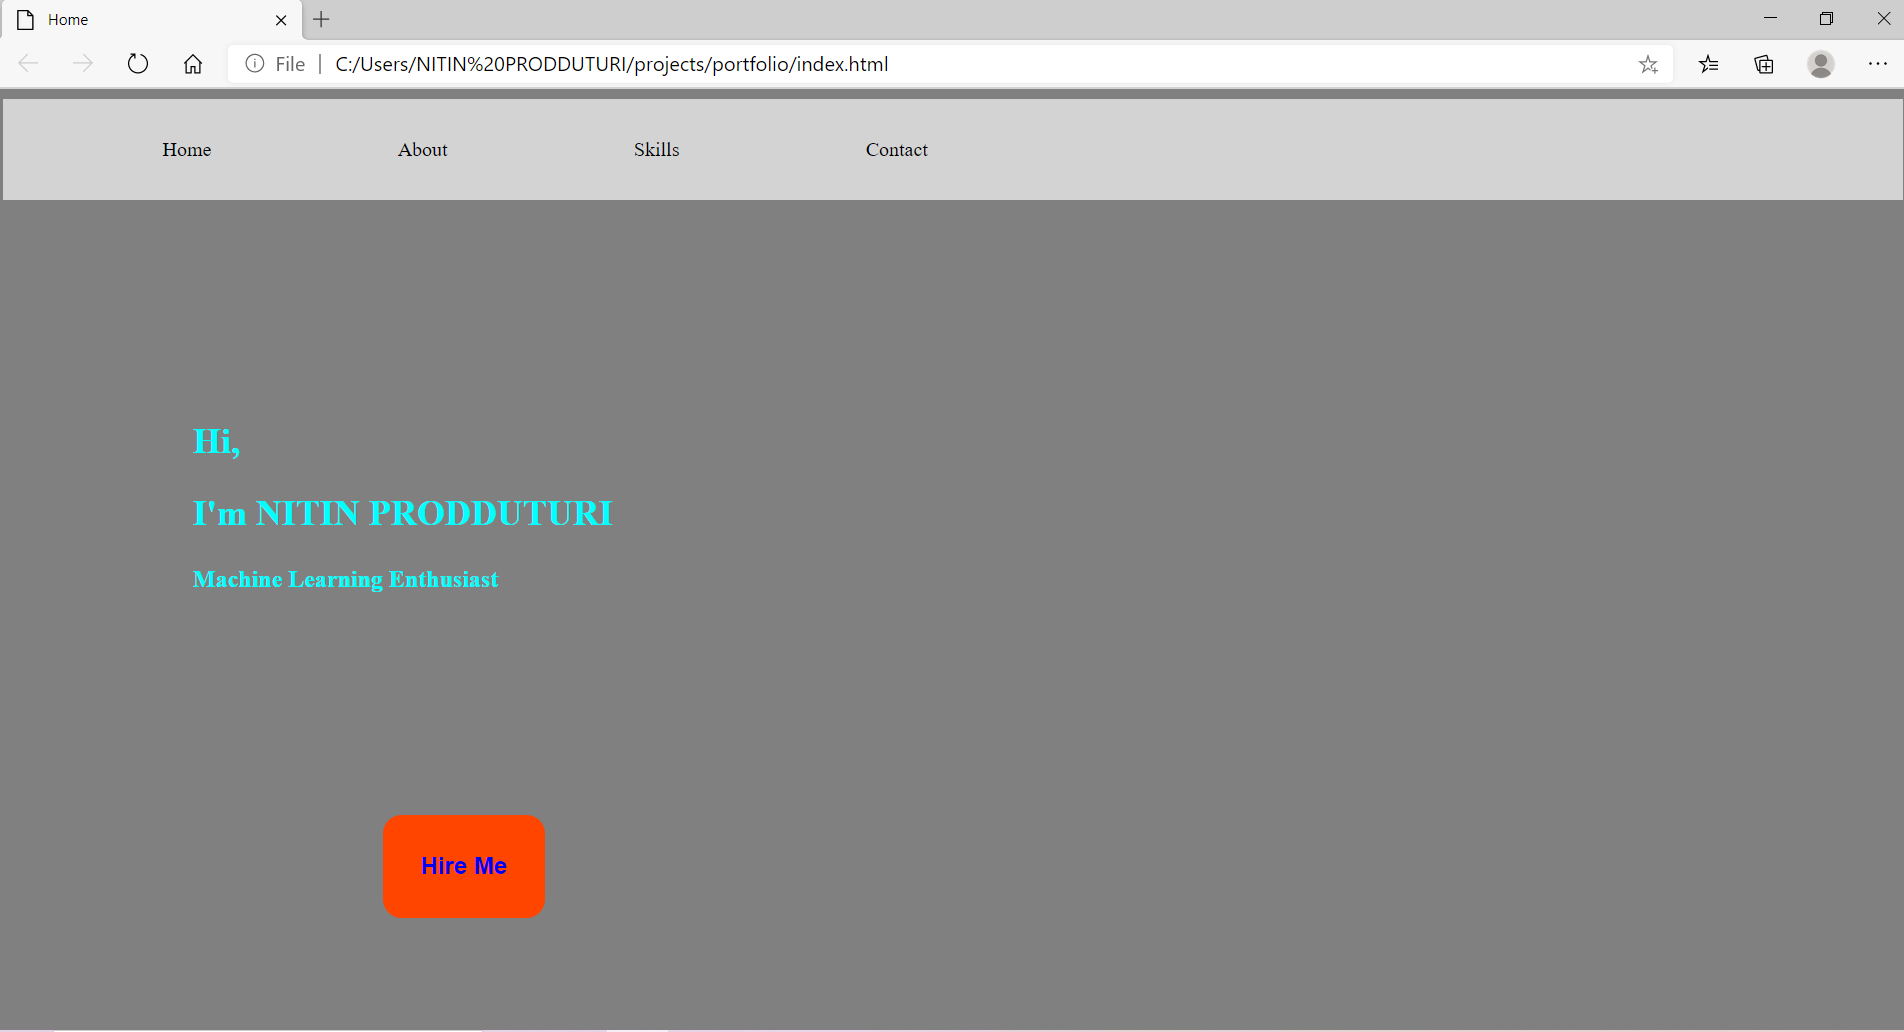 Home
File | C:/Users/NITIN%20PRODDUTURI/projects/portfolio/index.html
Home About Skills Contact
Hi,
I'm NITIN PRODDUTURI
Machine Learning Enthusiast
Hire Me